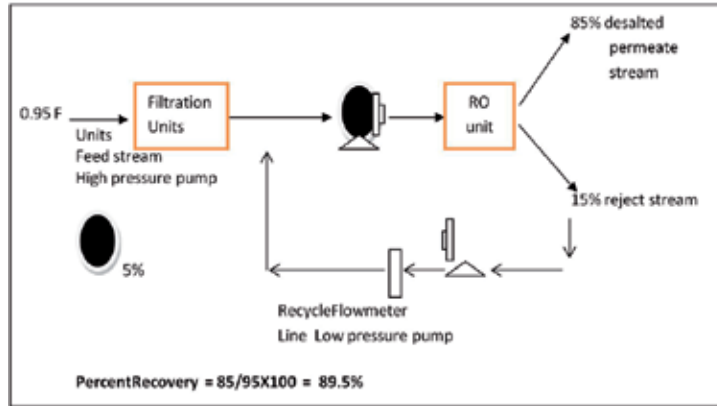 85% desalted
permeate
stream
0.95 F
Filtration
Units
RO
unit
Units
Feed stream
High pressure pump
15% reject stream
5%
RecycleFlowmeter
Line Low pressure pump
PercentRecovery = 85/95X100 = 89.5%